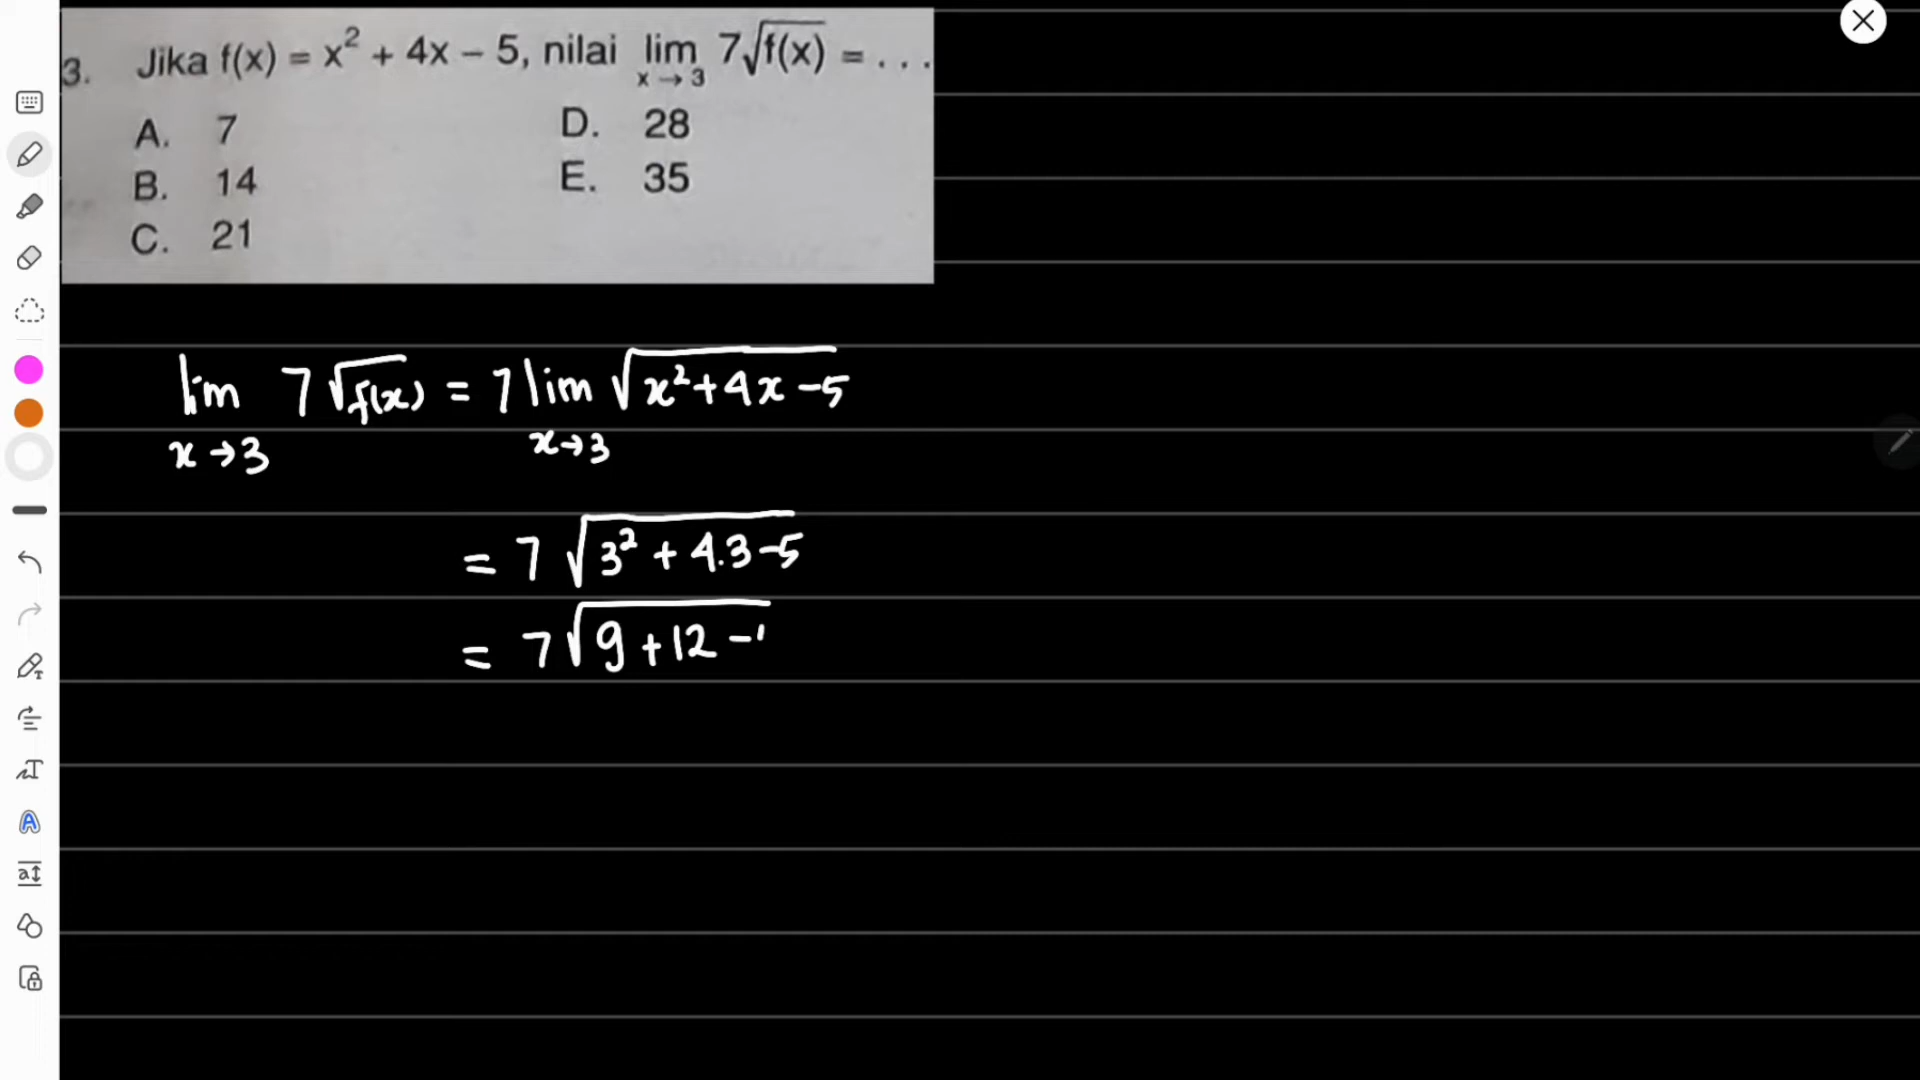 3. Jika f(x) = x² + 4x – 5, nilai lim x → 3 7√f(x) = . . .
A. 7
B. 14
C. 21
D. 28
E. 35
lim x→3 7√f(x) = 7 lim x→3 √x²+4x-5
= 7 √3² + 4.3-5
= 7 √9+12-